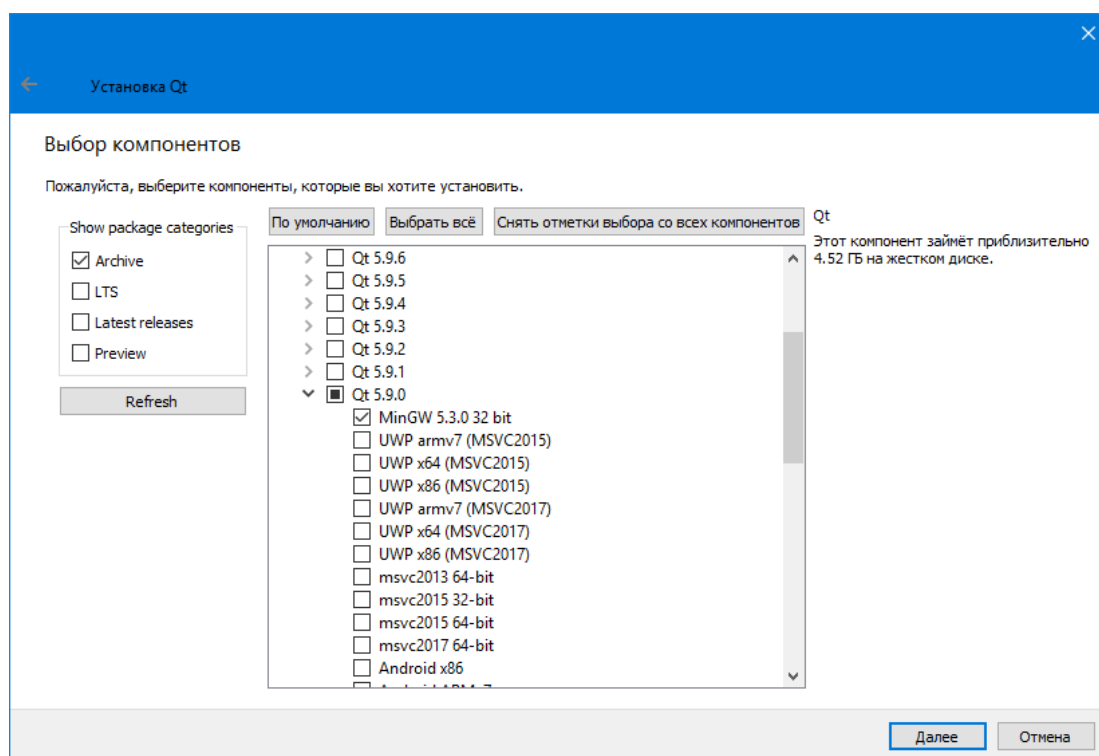 Установка Qt
Выбор компонентов
Пожалуйста, выберите компоненты, которые вы хотите установить.
Show package categories
Archive
LTS
Latest releases
Preview
Refresh
По умолчанию
Выбрать всё
Снять отметки выбора со всех компонентов
Qt 5.9.6
Qt 5.9.5
Qt 5.9.4
Qt 5.9.3
Qt 5.9.2
Qt 5.9.1
Qt 5.9.0
MinGW 5.3.0 32 bit
UWP armv7 (MSVC2015)
UWP x64 (MSVC2015)
UWP x86 (MSVC2015)
UWP armv7 (MSVC2017)
UWP x64 (MSVC2017)
UWP x86 (MSVC2017)
msvc2013 64-bit
msvc2015 32-bit
msvc2015 64-bit
msvc2017 64-bit
Android x86
Qt
Этот компонент займёт приблизительно
4.52 ГБ на жестком диске.
Далее
Отмена